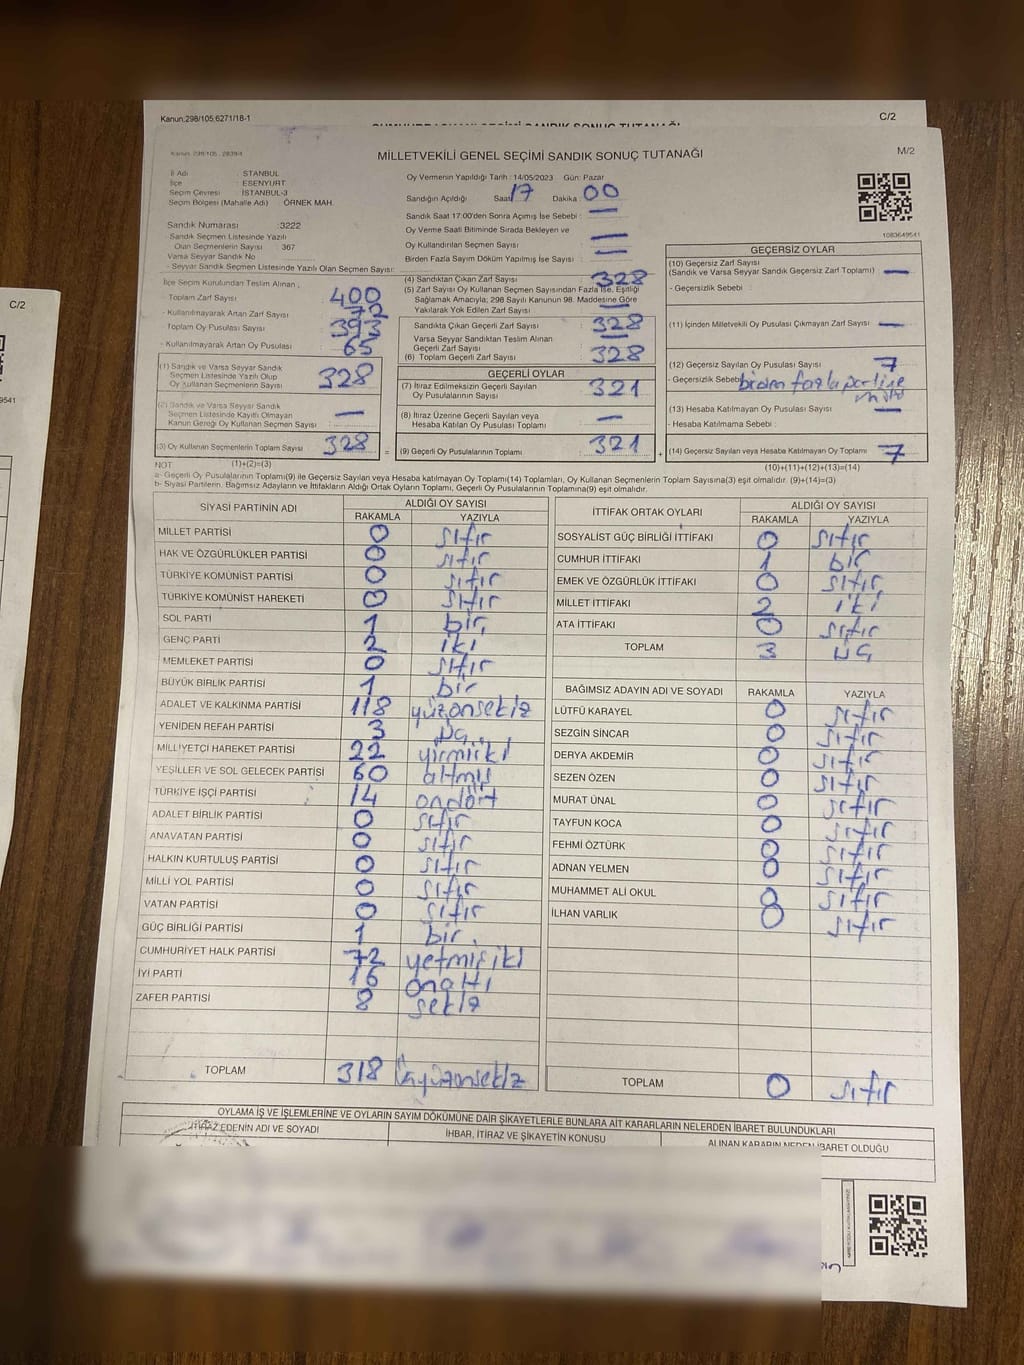 Kanun:298/105;6271/18-1
C/2
MİLLETVEKİLİ GENEL SEÇİMİ SANDIK SONUÇ TUTANAĞI
M/2
İl Adı : İSTANBUL
İlçe : ESENYURT
Seçim Çevresi : İSTANBUL-3
Seçim Bölgesi (Mahalle Adı) : ÖRNEK MAH.
Sandık Numarası :3222
Sandık Seçmen Listesinde Yazılı
Olan Seçmenlerin Sayısı : 367
Varsa Seyyar Sandık No
- Seyyar Sandık Seçmen Listesinde Yazılı Olan Seçmen Sayısı:
Oy Vermenin Yapıldığı Tarih : 14/05/2023 Gün: Pazar
Sandığın Açıldığı Saat 17 Dakika : 00
Sandık Saat 17:00'den Sonra Açımış İse Sebebi : —
Oy Verme Saati Bitiminde Sırada Bekleyen ve
Oy Kullandırılan Seçmen Sayısı : —
Birden Fazla Sayım Döküm Yapılmış İse Sayısı : —
1083649541
İlçe Seçim Kurulundan Teslim Alınan ,
Toplam Zarf Sayısı : 400
Kullanılmayarak Artan Zarf Sayısı : 72
Toplam Oy Pusulası Sayısı : 393
- Kullanılmayarak Artan Oy Pusulası : 65
(1) Sandık ve Varsa Seyyar Sandık
Seçmen Listesinde Yazılı Olup
Oy Kullanan Seçmenlerin Sayısı : 328
(2) Sandık ve Varsa Seyyar Sandık
Seçmen Listesinde Kayıtlı Olmayan
Kanun Gereği Oy Kullanan Seçmen Sayısı : —
(3) Oy Kullanan Seçmenlerin Toplam Sayısı : 328
(4) Sandıktan Çıkan Zarf Sayısı : 328
(5) Zarf Sayısı Oy Kullanan Seçmen Sayısından Fazla İse, Eşitliği
Sağlamak Amacıyla; 298 Sayılı Kanunun 98. Maddesine Göre
Yakılarak Yok Edilen Zarf Sayısı : —
Sandıkta Çıkan Geçerli Zarf Sayısı : 328
Varsa Seyyar Sandıktan Teslim Alınan
Geçerli Zarf Sayısı : —
(6) Toplam Geçerli Zarf Sayısı : 328
GEÇERLİ OYLAR
(7) İtiraz Edilmeksizin Geçerli Sayılan
Oy Pusulalarının Sayısı : 321
(8) İtiraz Üzerine Geçerli Sayılan veya
Hesaba Katılan Oy Pusulası Toplamı : —
= (9) Geçerli Oy Pusulalarının Toplamı : 321
GEÇERSİZ OYLAR
(10) Geçersiz Zarf Sayısı
(Sandık ve Varsa Seyyar Sandık Geçersiz Zarf Toplamı) : —
- Geçersizlik Sebebi :
(11) İçinden Milletvekili Oy Pusulası Çıkmayan Zarf Sayısı : —
(12) Geçersiz Sayılan Oy Pusulası Sayısı : 7
- Geçersizlik Sebebi
(13) Hesaba Katılmayan Oy Pusulası Sayısı : —
- Hesaba Katılmama Sebebi :
+ (14) Geçersiz Sayılan veya Hesaba Katılmayan Oy Toplamı : 7
NOT (1)+(2)=(3)
(10)+(11)+(12)+(13)=(14)
a- Geçerli Oy Pusulalarının Toplamı(9) ile Geçersiz Sayılan veya Hesaba katılmayan Oy Toplamı(14) Toplamları, Oy Kullanan Seçmenlerin Toplam Sayısına(3) eşit olmalıdır. (9)+(14)=(3)
b- Siyasi Partilerin, Bağımsız Adayların ve İttifakların Aldığı Ortak Oyların Toplamı, Geçerli Oy Pusulalarının Toplamına(9) eşit olmalıdır.
SİYASİ PARTİNİN ADI ALDIĞI OY SAYISI
RAKAMLA YAZIYLA
MİLLET PARTİSİ 0 sıfır
HAK VE ÖZGÜRLÜKLER PARTİSİ 0 sıfır
TÜRKİYE KOMÜNİST PARTİSİ 0 sıfır
TÜRKİYE KOMÜNİST HAREKETİ 0 sıfır
SOL PARTİ 1 bir
GENÇ PARTİ 2 iki
MEMLEKET PARTİSİ 0 sıfır
BÜYÜK BİRLİK PARTİSİ 1 bir
ADALET VE KALKINMA PARTİSİ 118 yüzonsekiz
YENİDEN REFAH PARTİSİ 3 üç
MİLLİYETÇİ HAREKET PARTİSİ 22 yirmiiki
YEŞİLLER VE SOL GELECEK PARTİSİ 60 altmış
TÜRKİYE İŞÇİ PARTİSİ 14 ondört
ADALET BİRLİK PARTİSİ 0 sıfır
ANAVATAN PARTİSİ 0 sıfır
HALKIN KURTULUŞ PARTİSİ 0 sıfır
MİLLİ YOL PARTİSİ 0 sıfır
VATAN PARTİSİ 0 sıfır
GÜÇ BİRLİĞİ PARTİSİ 1 bir
CUMHURİYET HALK PARTİSİ 72 yetmişiki
İYİ PARTİ 16 onaltı
ZAFER PARTİSİ 8 sekiz
TOPLAM 318 üçyüzonsekiz
İTTİFAK ORTAK OYLARI ALDIĞI OY SAYISI
RAKAMLA YAZIYLA
SOSYALİST GÜÇ BİRLİĞİ İTTİFAKI 0 sıfır
CUMHUR İTTİFAKI 1 bir
EMEK VE ÖZGÜRLÜK İTTİFAKI 0 sıfır
MİLLET İTTİFAKI 2 iki
ATA İTTİFAKI 0 sıfır
TOPLAM 3 üç
BAĞIMSIZ ADAYIN ADI VE SOYADI RAKAMLA YAZIYLA
LÜTFÜ KARAYEL 0 sıfır
SEZGİN SİNCAR 0 sıfır
DERYA AKDEMİR 0 sıfır
SEZEN ÖZEN 0 sıfır
MURAT ÜNAL 0 sıfır
TAYFUN KOCA 0 sıfır
FEHMİ ÖZTÜRK 0 sıfır
ADNAN YELMEN 0 sıfır
MUHAMMET ALİ OKUL 0 sıfır
İLHAN VARLIK 0 sıfır
TOPLAM 0 sıfır
OYLAMA İŞ VE İŞLEMLERİNE VE OYLARIN SAYIM DÖKÜMÜNE DAİR ŞİKAYETLERLE BUNLARA AİT KARARLARIN NELERDEN İBARET BULUNDUKLARI
İTİRAZ EDENİN ADI VE SOYADI
İHBAR, İTİRAZ VE ŞİKAYETİN KONUSU
ALINAN KARARIN NEDEN İBARET OLDUĞU
C/2
9541